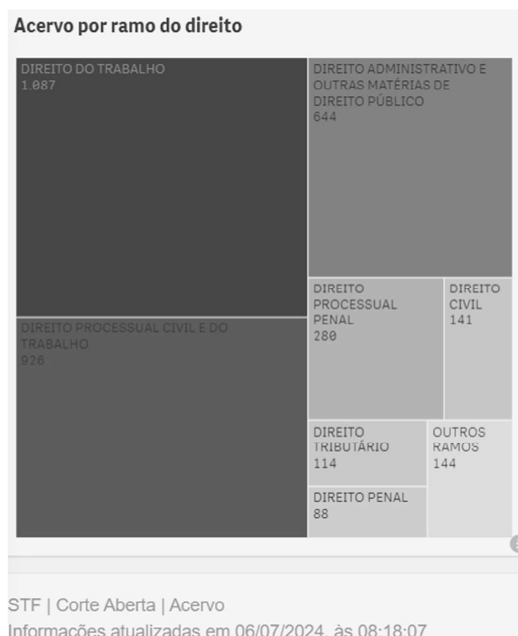 Acervo por ramo do direito
DIREITO DO TRABALHO
1.087
DIREITO ADMINISTRATIVO E
OUTRAS MATÉRIAS DE
DIREITO PÚBLICO
644
DIREITO
PROCESSUAL
PENAL
280
DIREITO
CIVIL
141
DIREITO PROCESSUAL CIVIL E DO
TRABALHO
926
DIREITO
TRIBUTÁRIO
114
OUTROS
RAMOS
144
DIREITO PENAL
88
STF | Corte Aberta | Acervo
Informações atualizadas em 06/07/2024, às 08:18:07